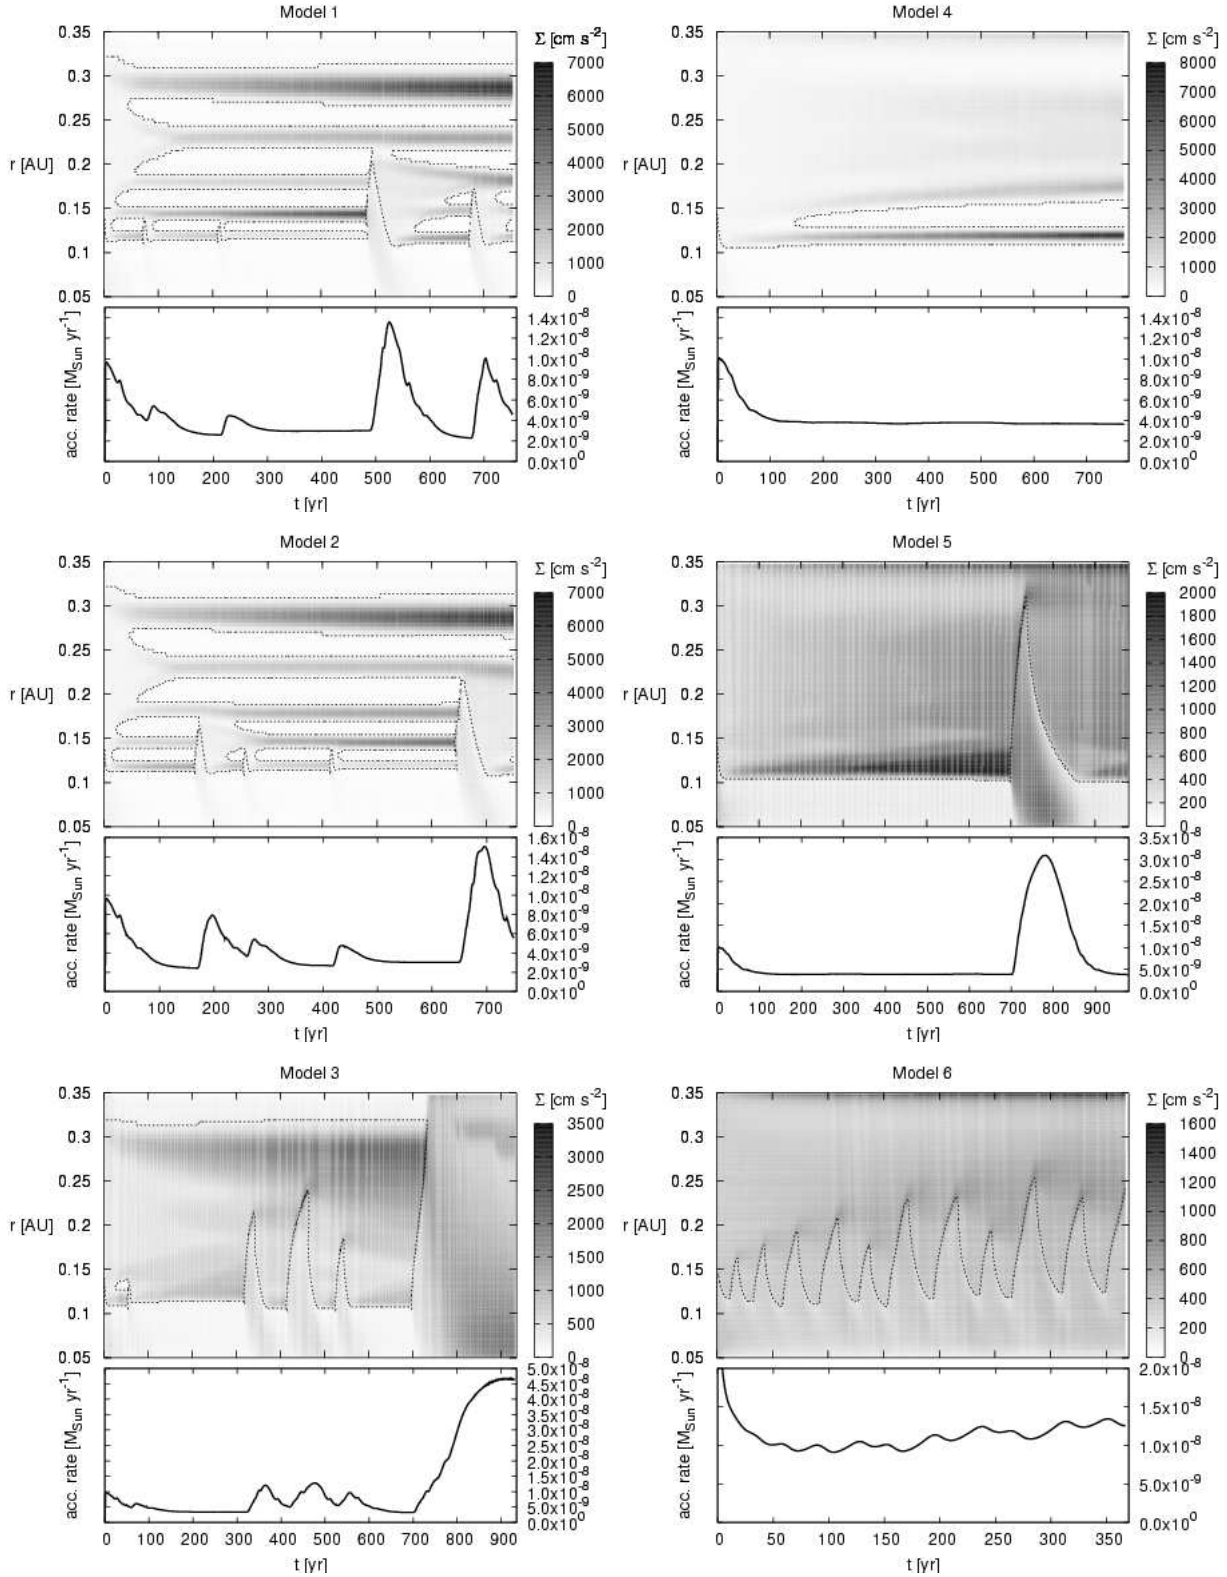 Model 1
Σ [cm s⁻²]
0.35
0.3
0.25
r [AU] 0.2
0.15
0.1
0.05
7000
6000
5000
4000
3000
2000
1000
0
acc. rate [M_Sun yr⁻¹]
1.4x10⁻⁸
1.2x10⁻⁸
1.0x10⁻⁸
8.0x10⁻⁹
6.0x10⁻⁹
4.0x10⁻⁹
2.0x10⁻⁹
0.0x10⁰
0 100 200 300 400 500 600 700
t [yr]
Model 4
Σ [cm s⁻²]
0.35
0.3
0.25
r [AU] 0.2
0.15
0.1
0.05
8000
7000
6000
5000
4000
3000
2000
1000
0
acc. rate [M_Sun yr⁻¹]
1.4x10⁻⁸
1.2x10⁻⁸
1.0x10⁻⁸
8.0x10⁻⁹
6.0x10⁻⁹
4.0x10⁻⁹
2.0x10⁻⁹
0.0x10⁰
0 100 200 300 400 500 600 700
t [yr]
Model 2
Σ [cm s⁻²]
0.35
0.3
0.25
r [AU] 0.2
0.15
0.1
0.05
7000
6000
5000
4000
3000
2000
1000
0
acc. rate [M_Sun yr⁻¹]
1.6x10⁻⁸
1.4x10⁻⁸
1.2x10⁻⁸
1.0x10⁻⁸
8.0x10⁻⁹
6.0x10⁻⁹
4.0x10⁻⁹
2.0x10⁻⁹
0.0x10⁰
0 100 200 300 400 500 600 700
t [yr]
Model 5
Σ [cm s⁻²]
0.35
0.3
0.25
r [AU] 0.2
0.15
0.1
0.05
2000
1800
1600
1400
1200
1000
800
600
400
200
0
acc. rate [M_Sun yr⁻¹]
3.5x10⁻⁸
3.0x10⁻⁸
2.5x10⁻⁸
2.0x10⁻⁸
1.5x10⁻⁸
1.0x10⁻⁸
5.0x10⁻⁹
0.0x10⁰
0 100 200 300 400 500 600 700 800 900
t [yr]
Model 3
Σ [cm s⁻²]
0.35
0.3
0.25
r [AU] 0.2
0.15
0.1
0.05
3500
3000
2500
2000
1500
1000
500
0
acc. rate [M_Sun yr⁻¹]
5.0x10⁻⁸
4.5x10⁻⁸
4.0x10⁻⁸
3.5x10⁻⁸
3.0x10⁻⁸
2.5x10⁻⁸
2.0x10⁻⁸
1.5x10⁻⁸
1.0x10⁻⁸
5.0x10⁻⁹
0.0x10⁰
0 100 200 300 400 500 600 700 800 900
t [yr]
Model 6
Σ [cm s⁻²]
0.35
0.3
0.25
r [AU] 0.2
0.15
0.1
0.05
1600
1400
1200
1000
800
600
400
200
0
acc. rate [M_Sun yr⁻¹]
2.0x10⁻⁸
1.5x10⁻⁸
1.0x10⁻⁸
5.0x10⁻⁹
0.0x10⁰
0 50 100 150 200 250 300 350
t [yr]